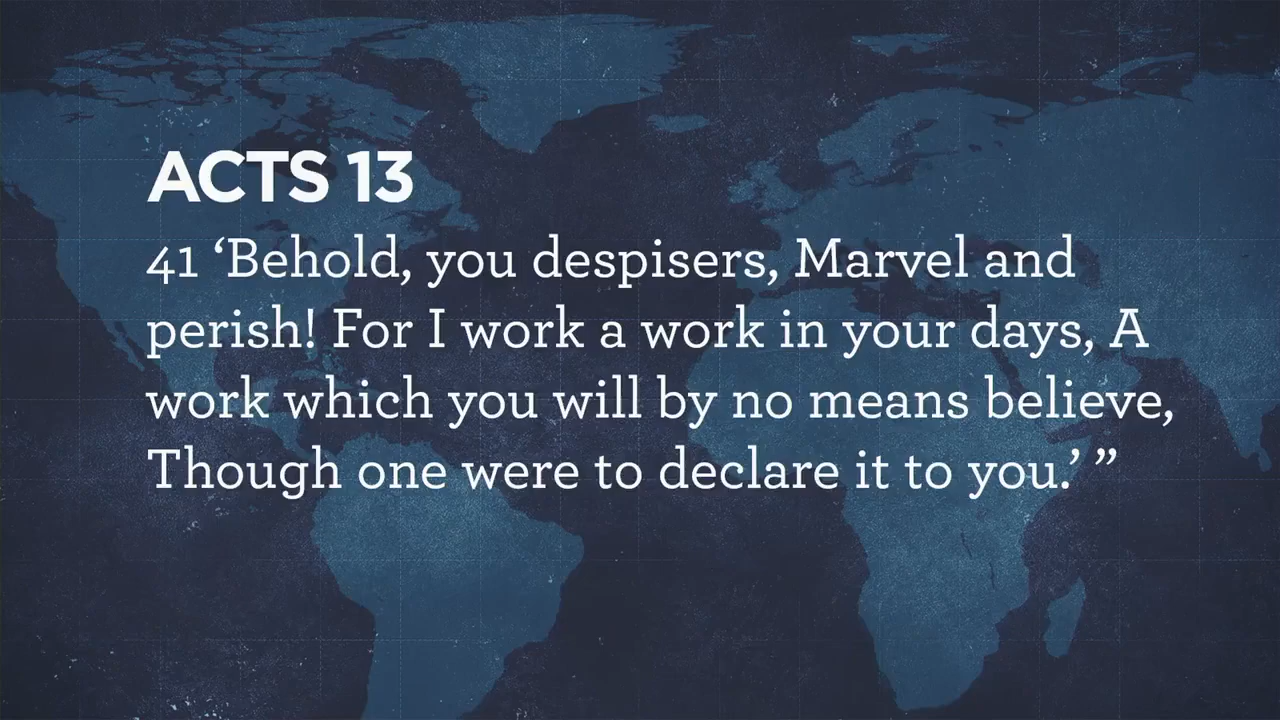 ACTS 13
41 ‘Behold, you despisers, Marvel and
perish! For I work a work in your days, A
work which you will by no means believe,
Though one were to declare it to you.’ ”